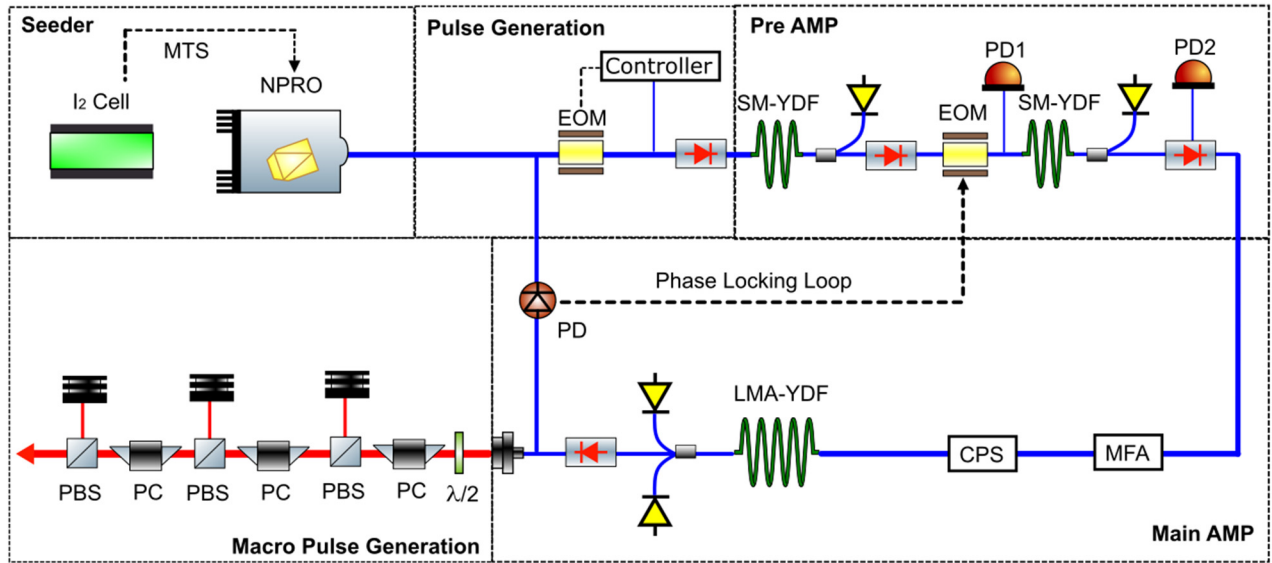 Seeder
MTS
I2 Cell
NPRO
Pulse Generation
Controller
EOM
Pre AMP
PD1
PD2
SM-YDF
EOM
SM-YDF
Phase Locking Loop
PD
LMA-YDF
CPS
MFA
Main AMP
PBS
PC
PBS
PC
PBS
PC
λ/2
Macro Pulse Generation